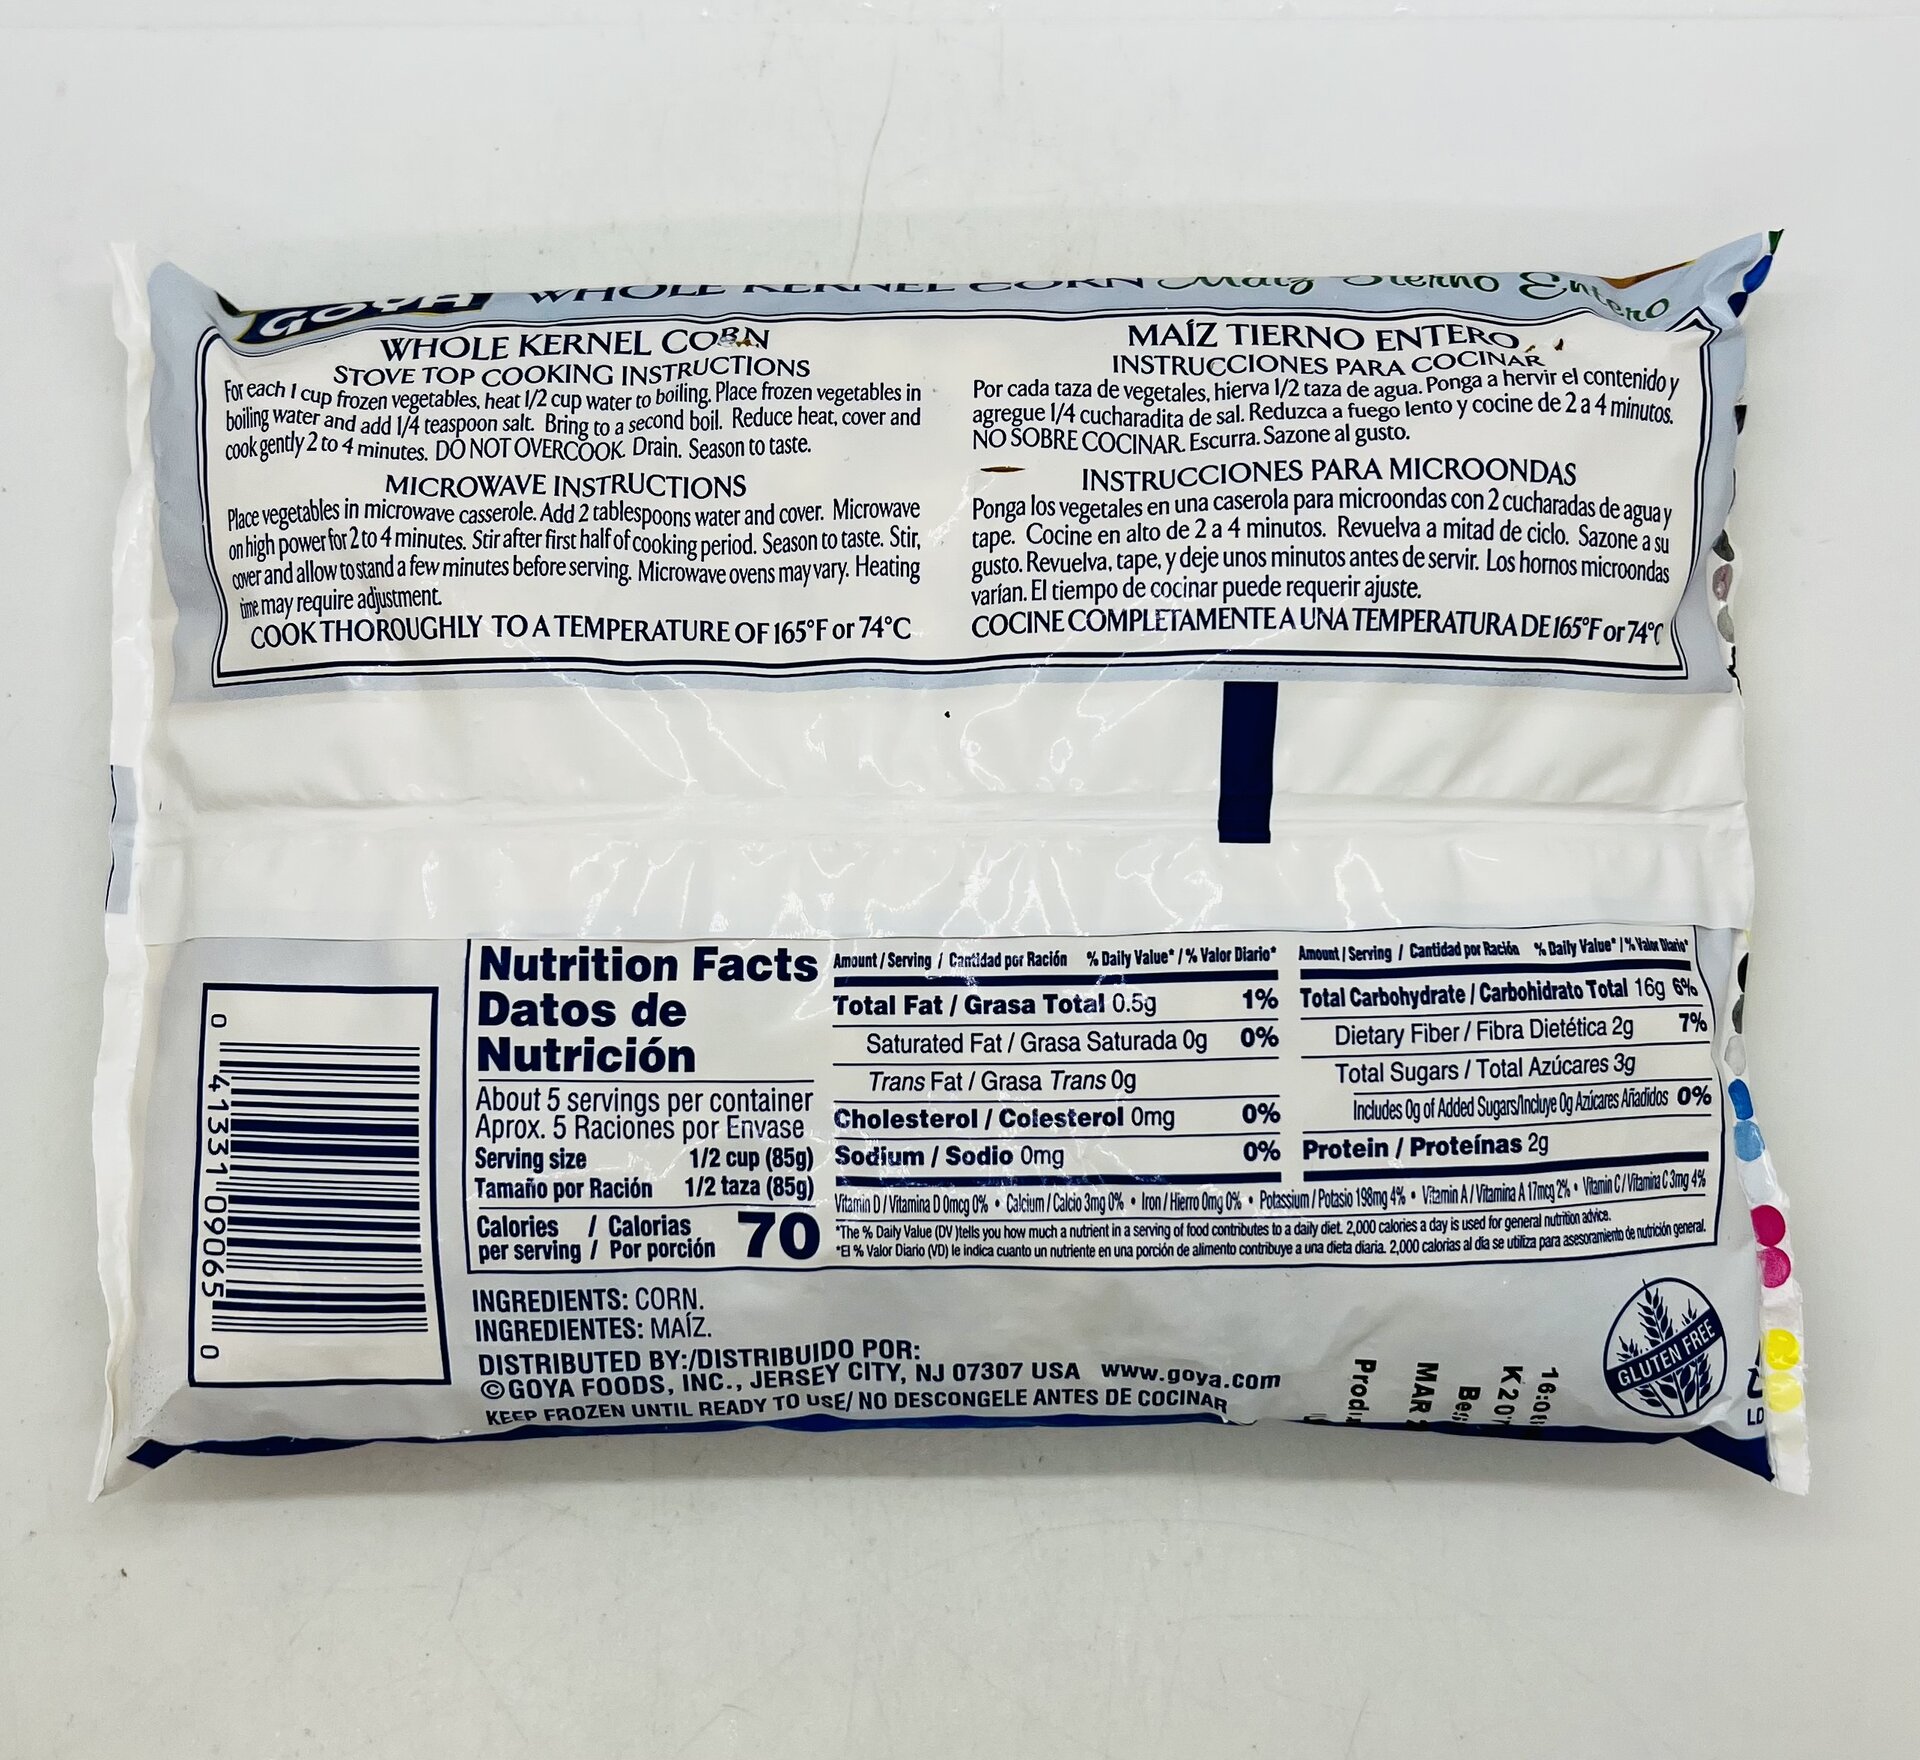 GOYA WHOLE KERNEL CORN Maíz Tierno Entero
WHOLE KERNEL CORN
STOVE TOP COOKING INSTRUCTIONS
For each 1 cup frozen vegetables, heat 1/2 cup water to boiling. Place frozen vegetables in
boiling water and add 1/4 teaspoon salt. Bring to a second boil. Reduce heat, cover and
cook gently 2 to 4 minutes. DO NOT OVERCOOK. Drain. Season to taste.
MICROWAVE INSTRUCTIONS
Place vegetables in microwave casserole. Add 2 tablespoons water and cover. Microwave
on high power for 2 to 4 minutes. Stir after first half of cooking period. Season to taste. Stir,
cover and allow to stand a few minutes before serving. Microwave ovens may vary. Heating
time may require adjustment.
COOK THOROUGHLY TO A TEMPERATURE OF 165°F or 74°C
MAÍZ TIERNO ENTERO
INSTRUCCIONES PARA COCINAR
Por cada taza de vegetales, hierva 1/2 taza de agua. Ponga a hervir el contenido y
agregue 1/4 cucharadita de sal. Reduzca a fuego lento y cocine de 2 a 4 minutos.
NO SOBRE COCINAR. Escurra. Sazone al gusto.
INSTRUCCIONES PARA MICROONDAS
Ponga los vegetales en una caserola para microondas con 2 cucharadas de agua y
tape. Cocine en alto de 2 a 4 minutos. Revuelva a mitad de ciclo. Sazone a su
gusto. Revuelva, tape, y deje unos minutos antes de servir. Los hornos microondas
varían. El tiempo de cocinar puede requerir ajuste.
COCINE COMPLETAMENTE A UNA TEMPERATURA DE 165°F or 74°C
0 41331 09065 0
Nutrition Facts
Datos de
Nutrición
About 5 servings per container
Aprox. 5 Raciones por Envase
Serving size 1/2 cup (85g)
Tamaño por Ración 1/2 taza (85g)
Calories / Calorias
per serving / Por porción 70
Amount / Serving / Cantidad por Ración % Daily Value* / % Valor Diario*
Total Fat / Grasa Total 0.5g 1%
Saturated Fat / Grasa Saturada 0g 0%
Trans Fat / Grasa Trans 0g
Cholesterol / Colesterol 0mg 0%
Sodium / Sodio 0mg 0%
Amount / Serving / Cantidad por Ración % Daily Value* / % Valor Diario*
Total Carbohydrate / Carbohidrato Total 16g 6%
Dietary Fiber / Fibra Dietética 2g 7%
Total Sugars / Total Azúcares 3g
Includes 0g of Added Sugars/Incluye 0g Azúcares Añadidos 0%
Protein / Proteínas 2g
Vitamin D / Vitamina D 0mcg 0% • Calcium / Calcio 3mg 0% • Iron / Hierro 0mg 0% • Potassium / Potasio 198mg 4% • Vitamin A / Vitamina A 17mcg 2% • Vitamin C / Vitamina C 3mg 4%
*The % Daily Value (DV )tells you how much a nutrient in a serving of food contributes to a daily diet. 2,000 calories a day is used for general nutrition advice.
*El % Valor Diario (VD) le indica cuanto un nutriente en una porción de alimento contribuye a una dieta diaria. 2,000 calorias al día se utiliza para asesoramiento de nutrición general.
INGREDIENTS: CORN.
INGREDIENTES: MAÍZ.
DISTRIBUTED BY:/DISTRIBUIDO POR:
©GOYA FOODS, INC., JERSEY CITY, NJ 07307 USA www.goya.com
KEEP FROZEN UNTIL READY TO USE/ NO DESCONGELE ANTES DE COCINAR
16:0
K 20
Bes
MAR
Produ
GLUTEN FREE
LD